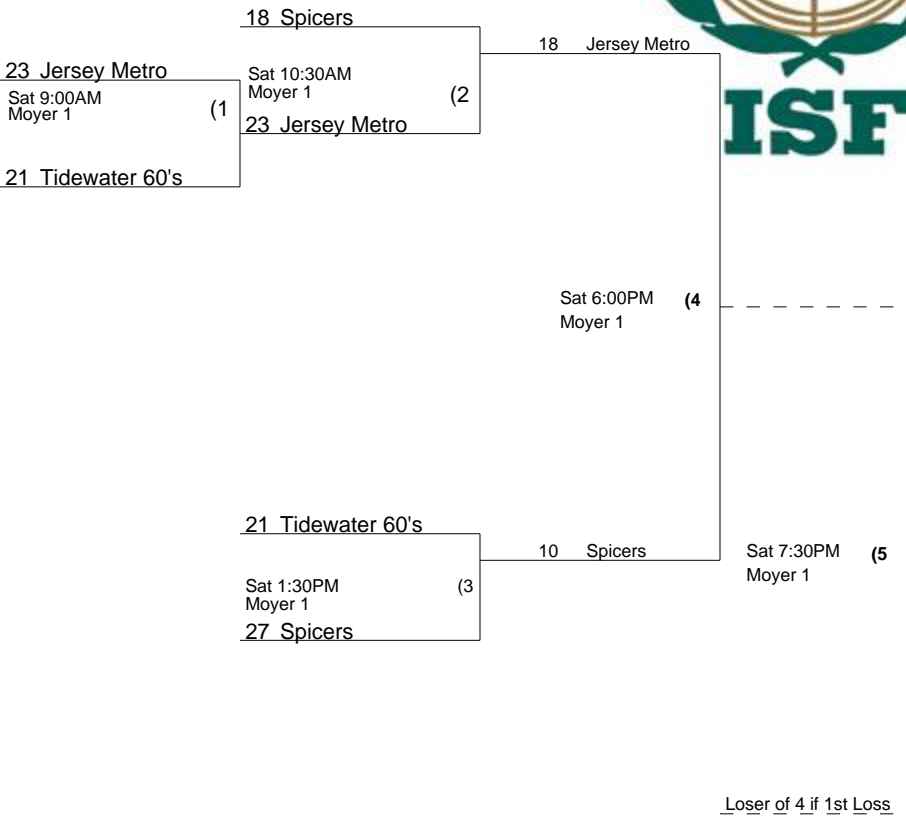 18 Spicers
18 Jersey Metro
23 Jersey Metro
Sat 10:30AM
Moyer 1
(2
Sat 9:00AM
Moyer 1
(1
23 Jersey Metro
ISF
21 Tidewater 60's
Sat 6:00PM (4
Moyer 1
21 Tidewater 60's
10 Spicers
Sat 7:30PM (5
Moyer 1
Sat 1:30PM (3
Moyer 1
27 Spicers
Loser of 4 if 1st Loss